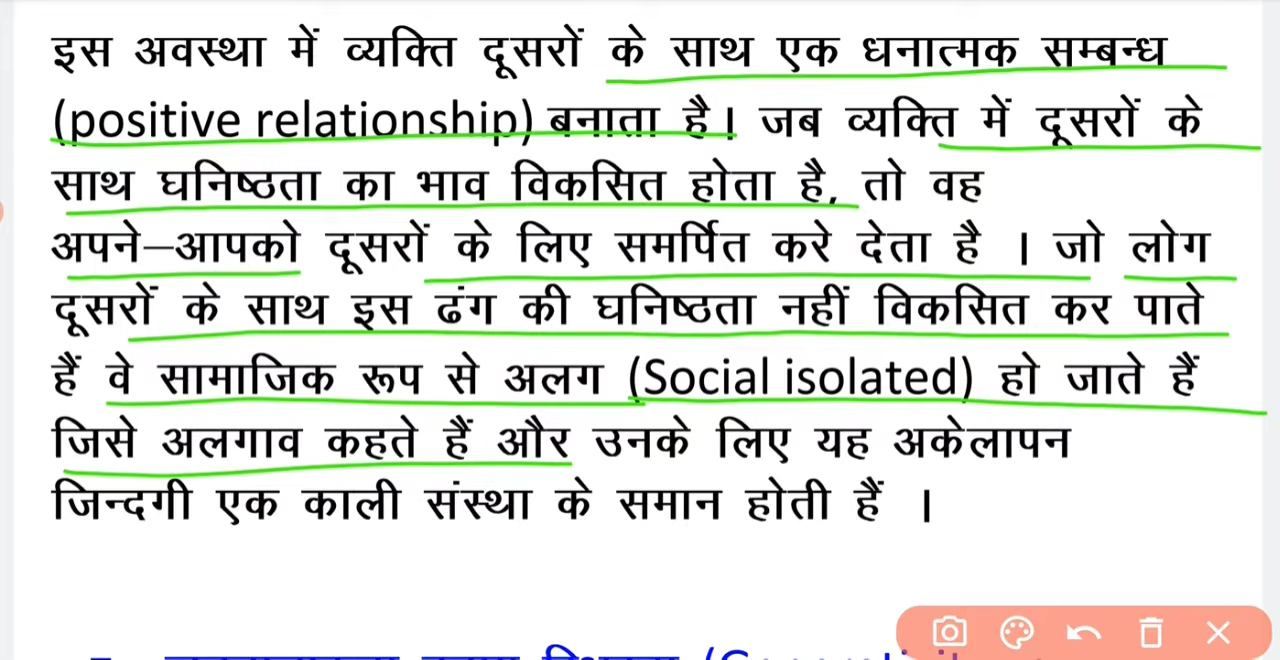 इस अवस्था में व्यक्ति दूसरों के साथ एक धनात्मक सम्बन्ध
(positive relationship) बनाता है। जब व्यक्ति में दूसरों के
साथ घनिष्ठता का भाव विकसित होता है, तो वह
अपने–आपको दूसरों के लिए समर्पित करे देता है । जो लोग
दूसरों के साथ इस ढंग की घनिष्ठता नहीं विकसित कर पाते
हैं वे सामाजिक रूप से अलग (Social isolated) हो जाते हैं
जिसे अलगाव कहते हैं और उनके लिए यह अकेलापन
जिन्दगी एक काली संस्था के समान होती हैं ।